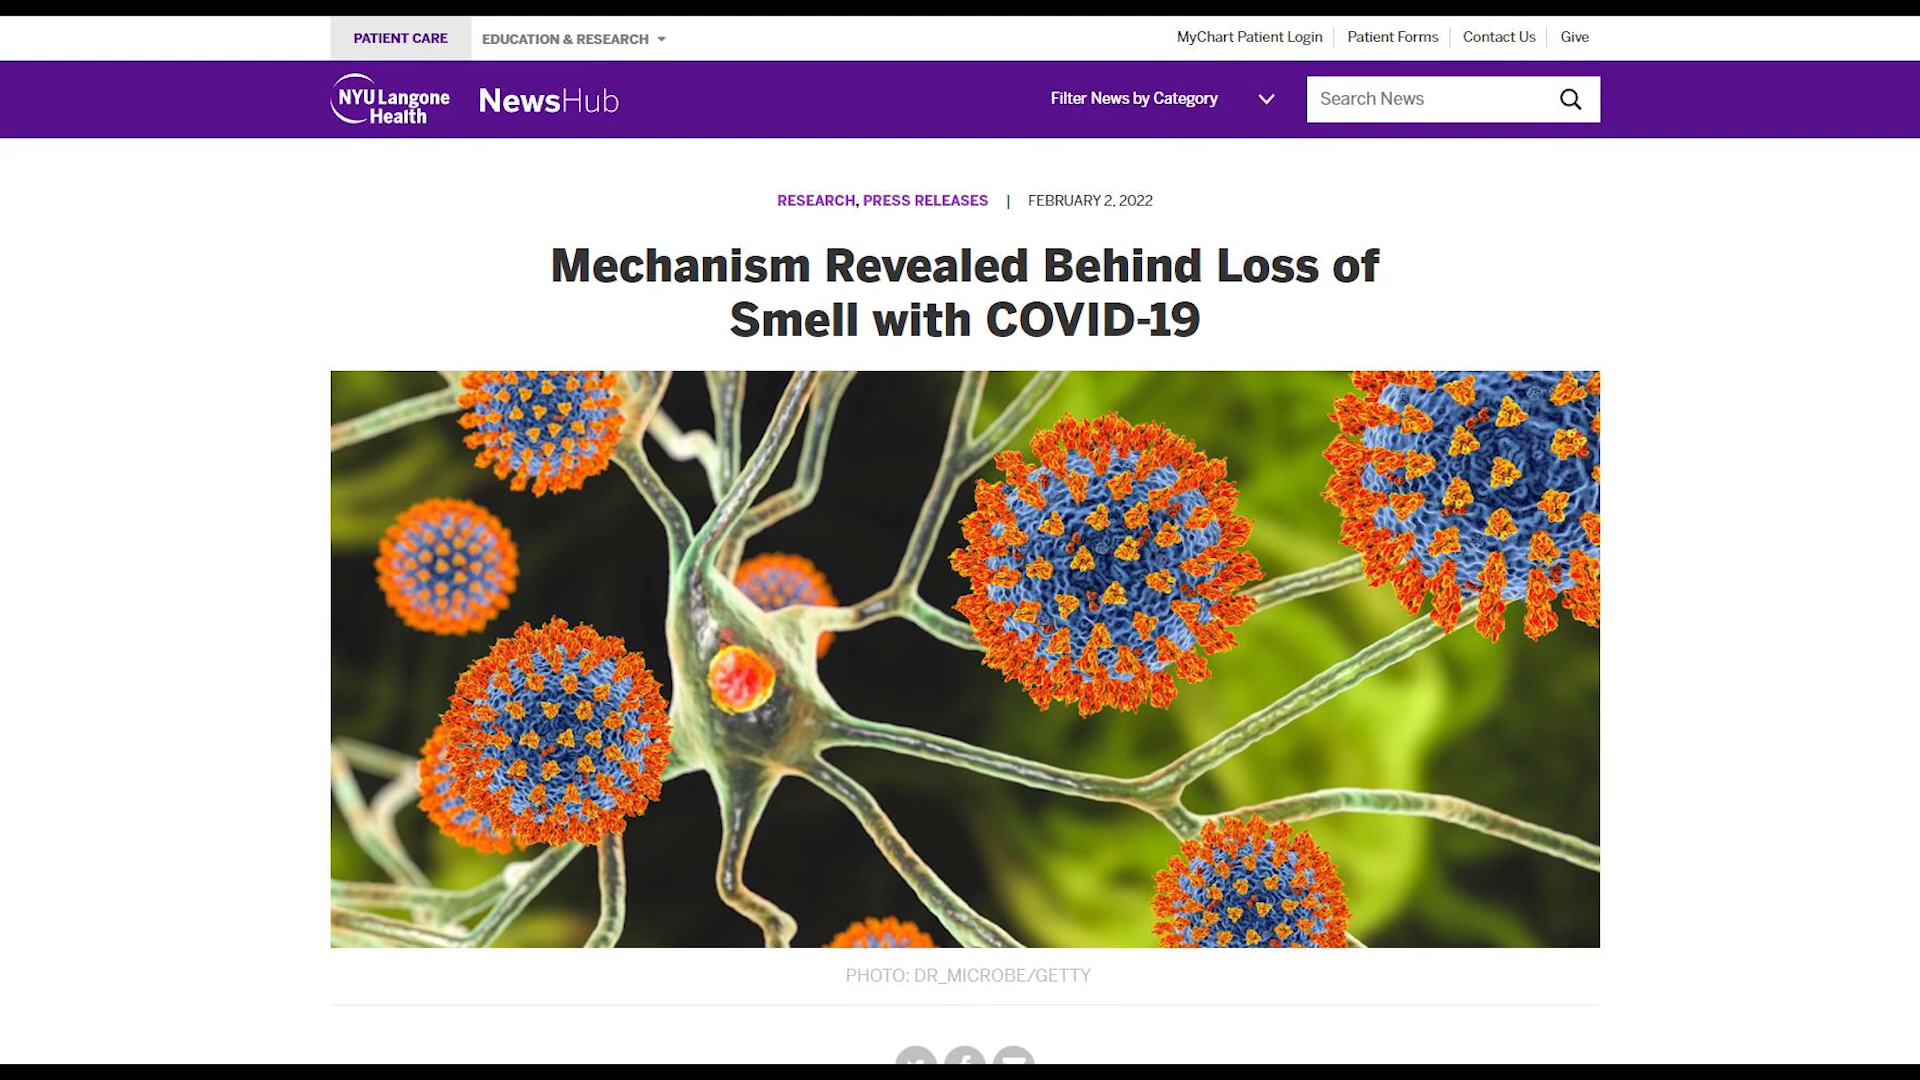 PATIENT CARE
EDUCATION & RESEARCH
MyChart Patient Login
Patient Forms
Contact Us
Give
NYU Langone
Health
NewsHub
Filter News by Category
Search News
RESEARCH, PRESS RELEASES | FEBRUARY 2, 2022
Mechanism Revealed Behind Loss of
Smell with COVID-19
PHOTO: DR_MICROBE/GETTY